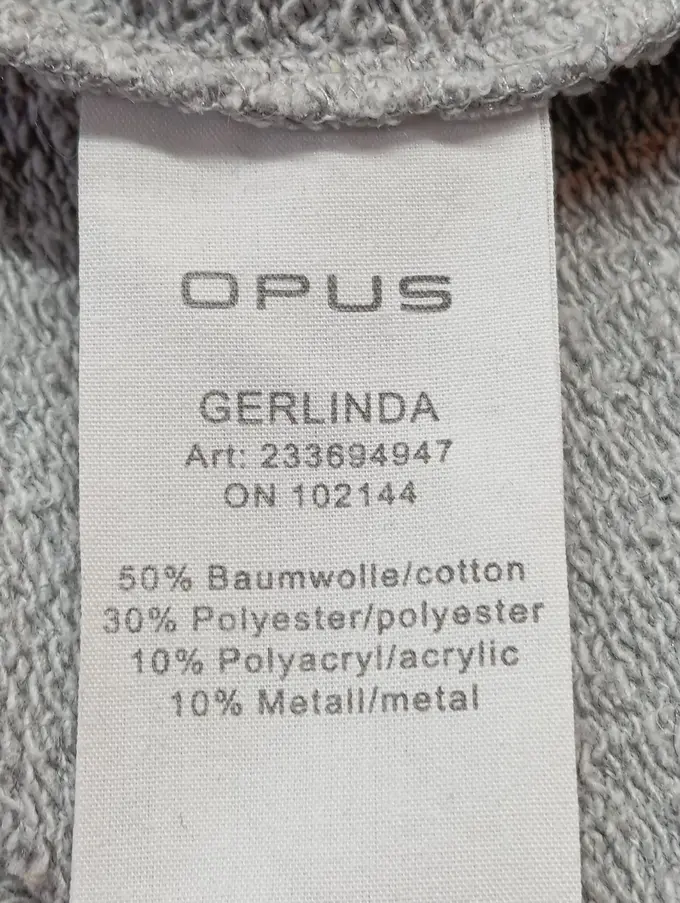 OPUS
GERLINDA
Art: 233694947
ON 102144
50% Baumwolle/cotton
30% Polyester/polyester
10% Polyacryl/acrylic
10% Metall/metal